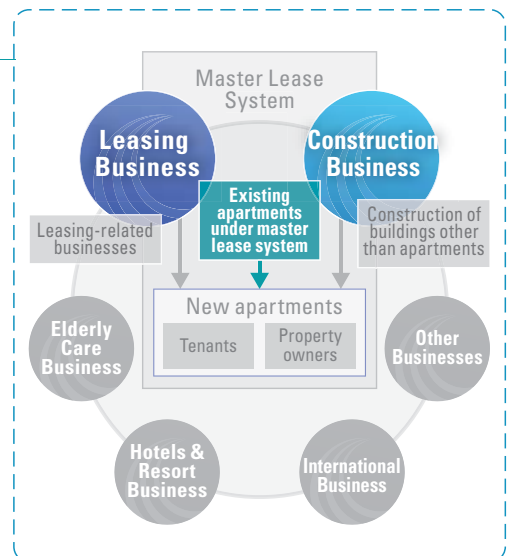 Master Lease
System
Leasing
Business
Construction
Business
Existing
apartments
under master
lease system
Leasing-related
businesses
Construction of
buildings other
than apartments
New apartments
Tenants
Property
owners
Elderly
Care
Business
Other
Businesses
Hotels &
Resort
Business
International
Business